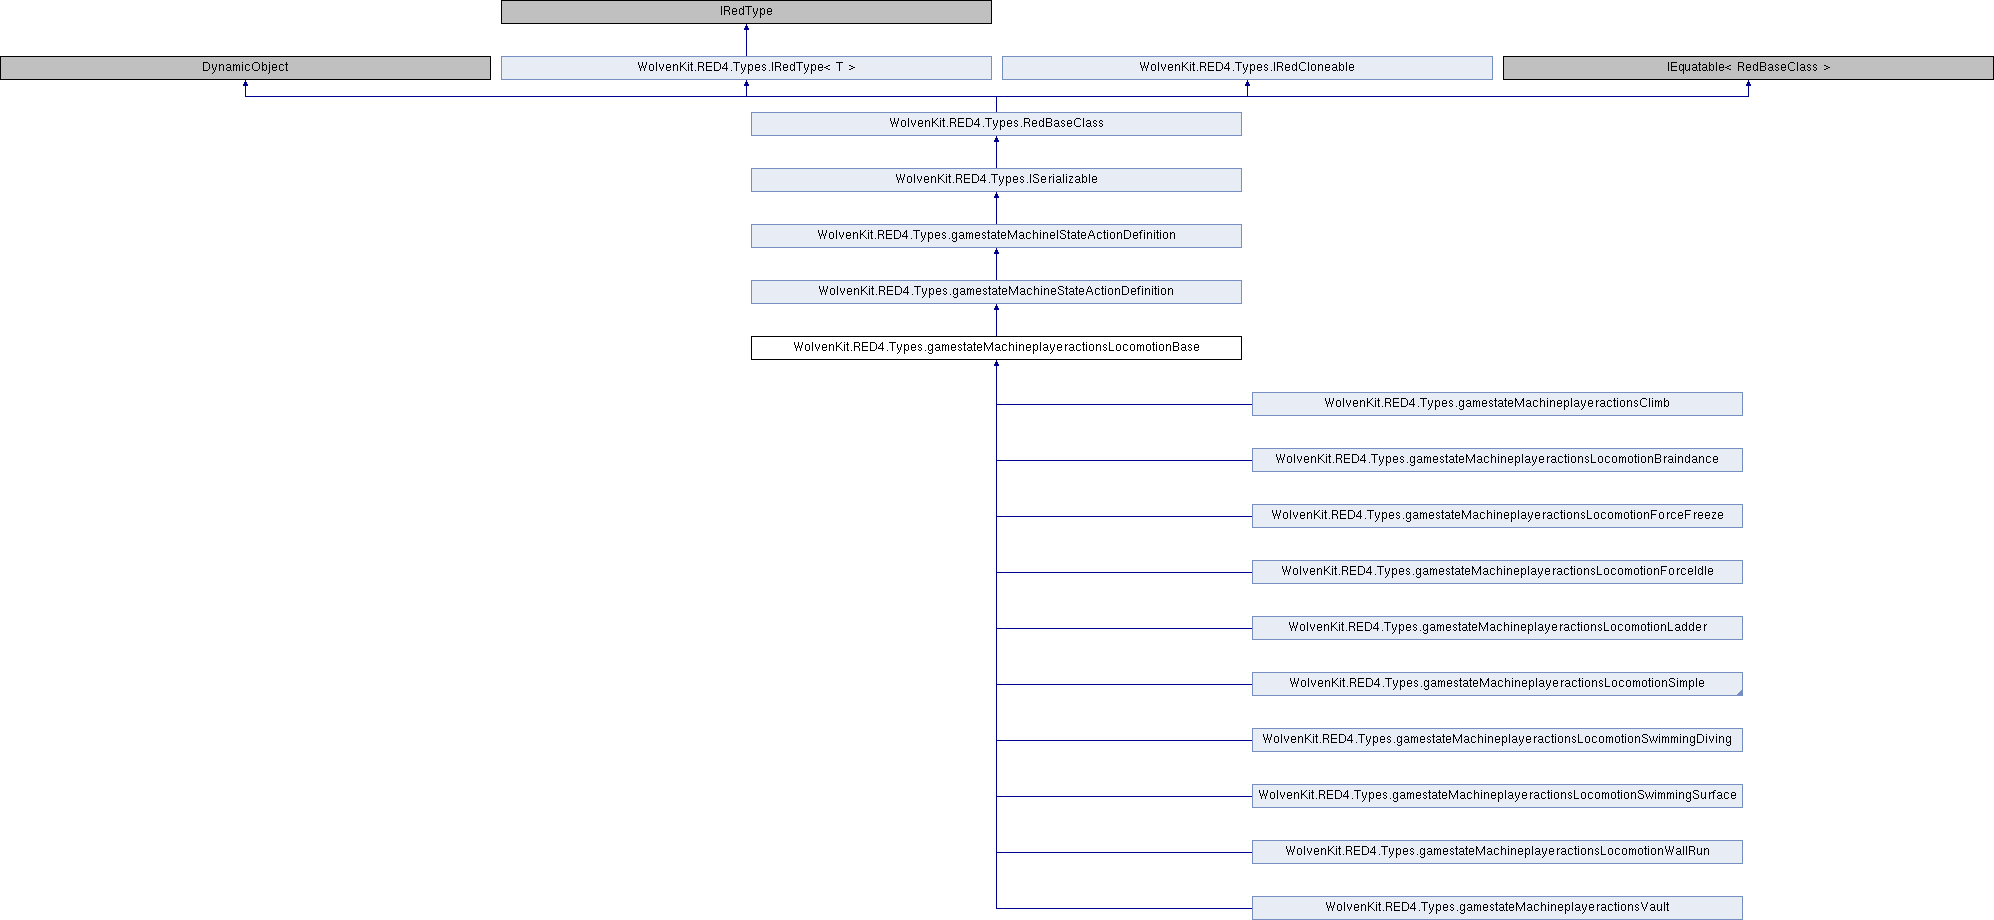 IRedType
DynamicObject
WolvenKit.RED4.Types.IRedType< T >
WolvenKit.RED4.Types.IRedCloneable
IEquatable< RedBaseClass >
WolvenKit.RED4.Types.RedBaseClass
WolvenKit.RED4.Types.ISerializable
WolvenKit.RED4.Types.gamestateMachineIStateActionDefinition
WolvenKit.RED4.Types.gamestateMachineStateActionDefinition
WolvenKit.RED4.Types.gamestateMachineplayeractionsLocomotionBase
WolvenKit.RED4.Types.gamestateMachineplayeractionsClimb
WolvenKit.RED4.Types.gamestateMachineplayeractionsLocomotionBraindance
WolvenKit.RED4.Types.gamestateMachineplayeractionsLocomotionForceFreeze
WolvenKit.RED4.Types.gamestateMachineplayeractionsLocomotionForceIdle
WolvenKit.RED4.Types.gamestateMachineplayeractionsLocomotionLadder
WolvenKit.RED4.Types.gamestateMachineplayeractionsLocomotionSimple
WolvenKit.RED4.Types.gamestateMachineplayeractionsLocomotionSwimmingDiving
WolvenKit.RED4.Types.gamestateMachineplayeractionsLocomotionSwimmingSurface
WolvenKit.RED4.Types.gamestateMachineplayeractionsLocomotionWallRun
WolvenKit.RED4.Types.gamestateMachineplayeractionsVault